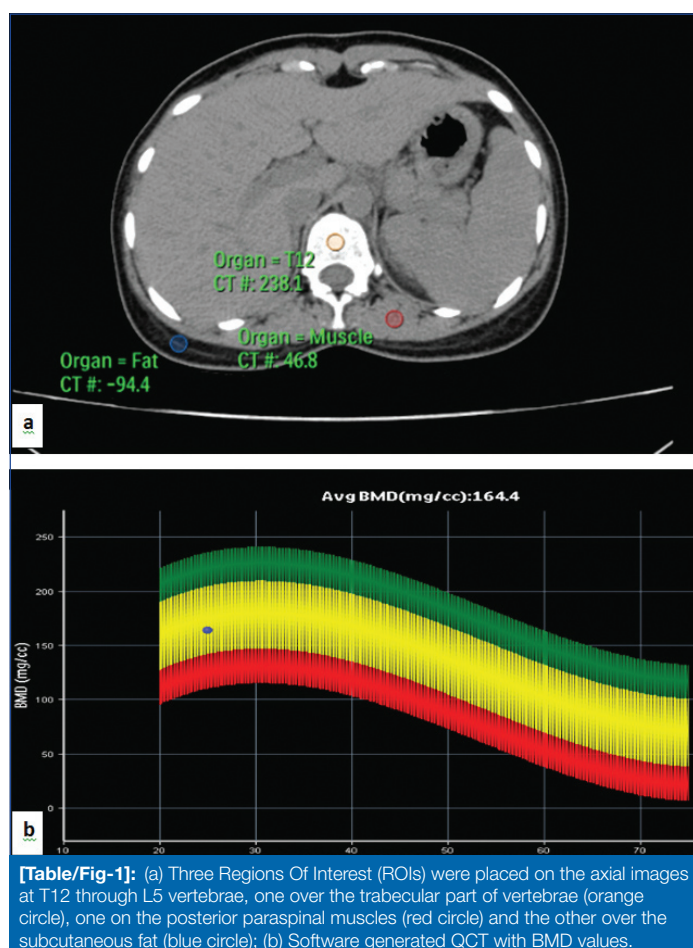 Organ = T12
CT #: 238.1
Organ = Muscle
CT #: 46.8
Organ = Fat
CT #: -94.4
a
Avg BMD(mg/cc):164.4
BMD (mg/cc)
250
200
150
100
50
0
10
20
30
40
50
60
70
b
[Table/Fig-1]: (a) Three Regions Of Interest (ROIs) were placed on the axial images
at T12 through L5 vertebrae, one over the trabecular part of vertebrae (orange
circle), one on the posterior paraspinal muscles (red circle) and the other over the
subcutaneous fat (blue circle); (b) Software generated QCT with BMD values.